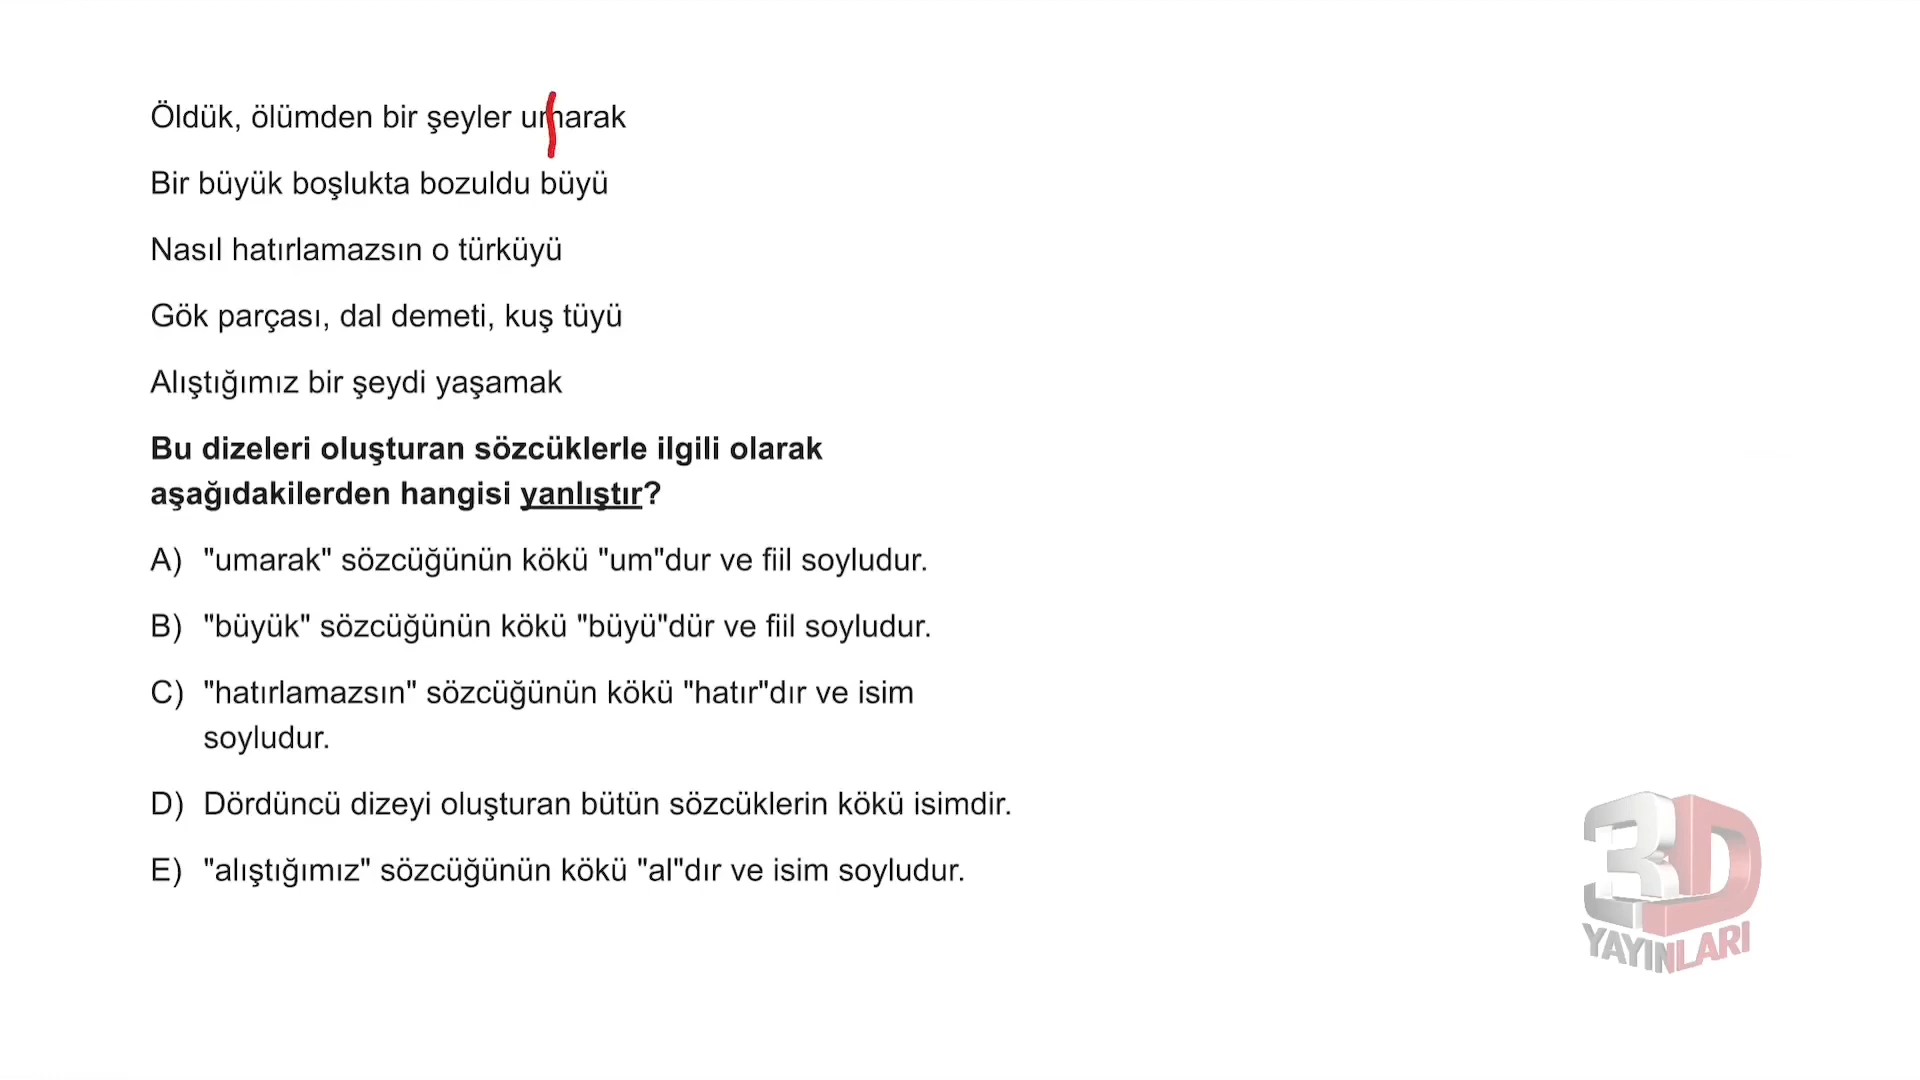 Öldük, ölümden bir şeyler umarak
Bir büyük boşlukta bozuldu büyü
Nasıl hatırlamazsın o türküyü
Gök parçası, dal demeti, kuş tüyü
Alıştığımız bir şeydi yaşamak
Bu dizeleri oluşturan sözcüklerle ilgili olarak
aşağıdakilerden hangisi yanlıştır?
A) "umarak" sözcüğünün kökü "um"dur ve fiil soyludur.
B) "büyük" sözcüğünün kökü "büyü"dür ve fiil soyludur.
C) "hatırlamazsın" sözcüğünün kökü "hatır"dır ve isim
soyludur.
D) Dördüncü dizeyi oluşturan bütün sözcüklerin kökü isimdir.
E) "alıştığımız" sözcüğünün kökü "al"dır ve isim soyludur.
3D
YAYINLARI